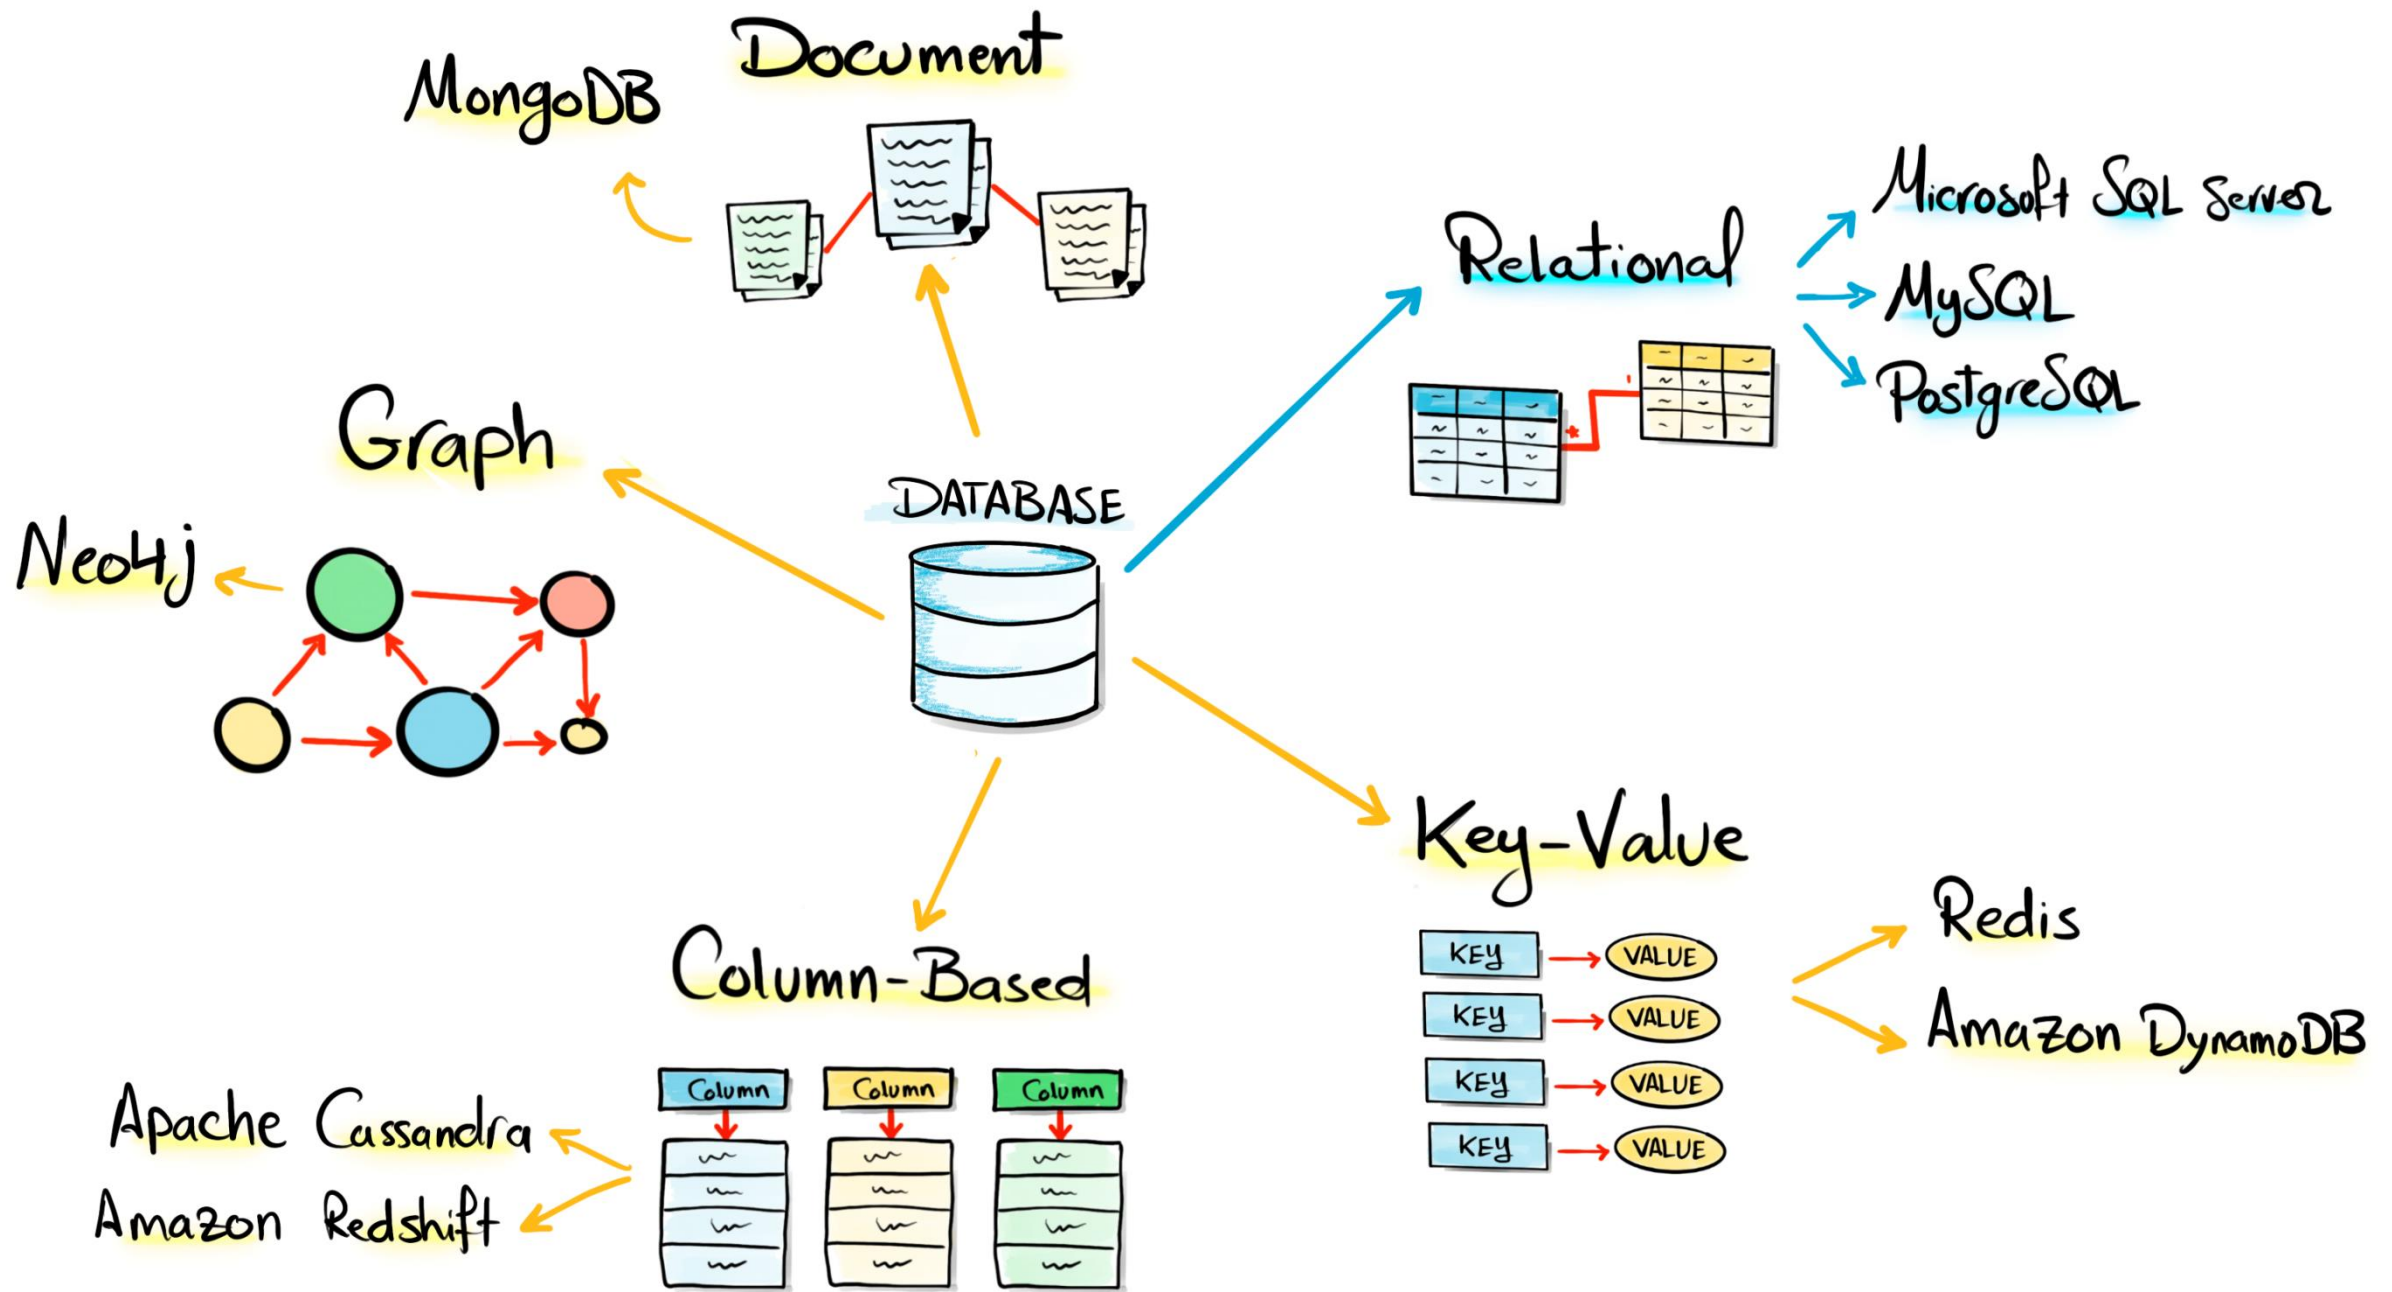 Document
MongoDB
Relational
Microsoft SQL Server
MySQL
PostgreSQL
Graph
Neo4j
DATABASE
Key-Value
KEY VALUE
KEY VALUE
KEY VALUE
KEY VALUE
Redis
Amazon DynamoDB
Column-Based
Column Column Column
Apache Cassandra
Amazon Redshift